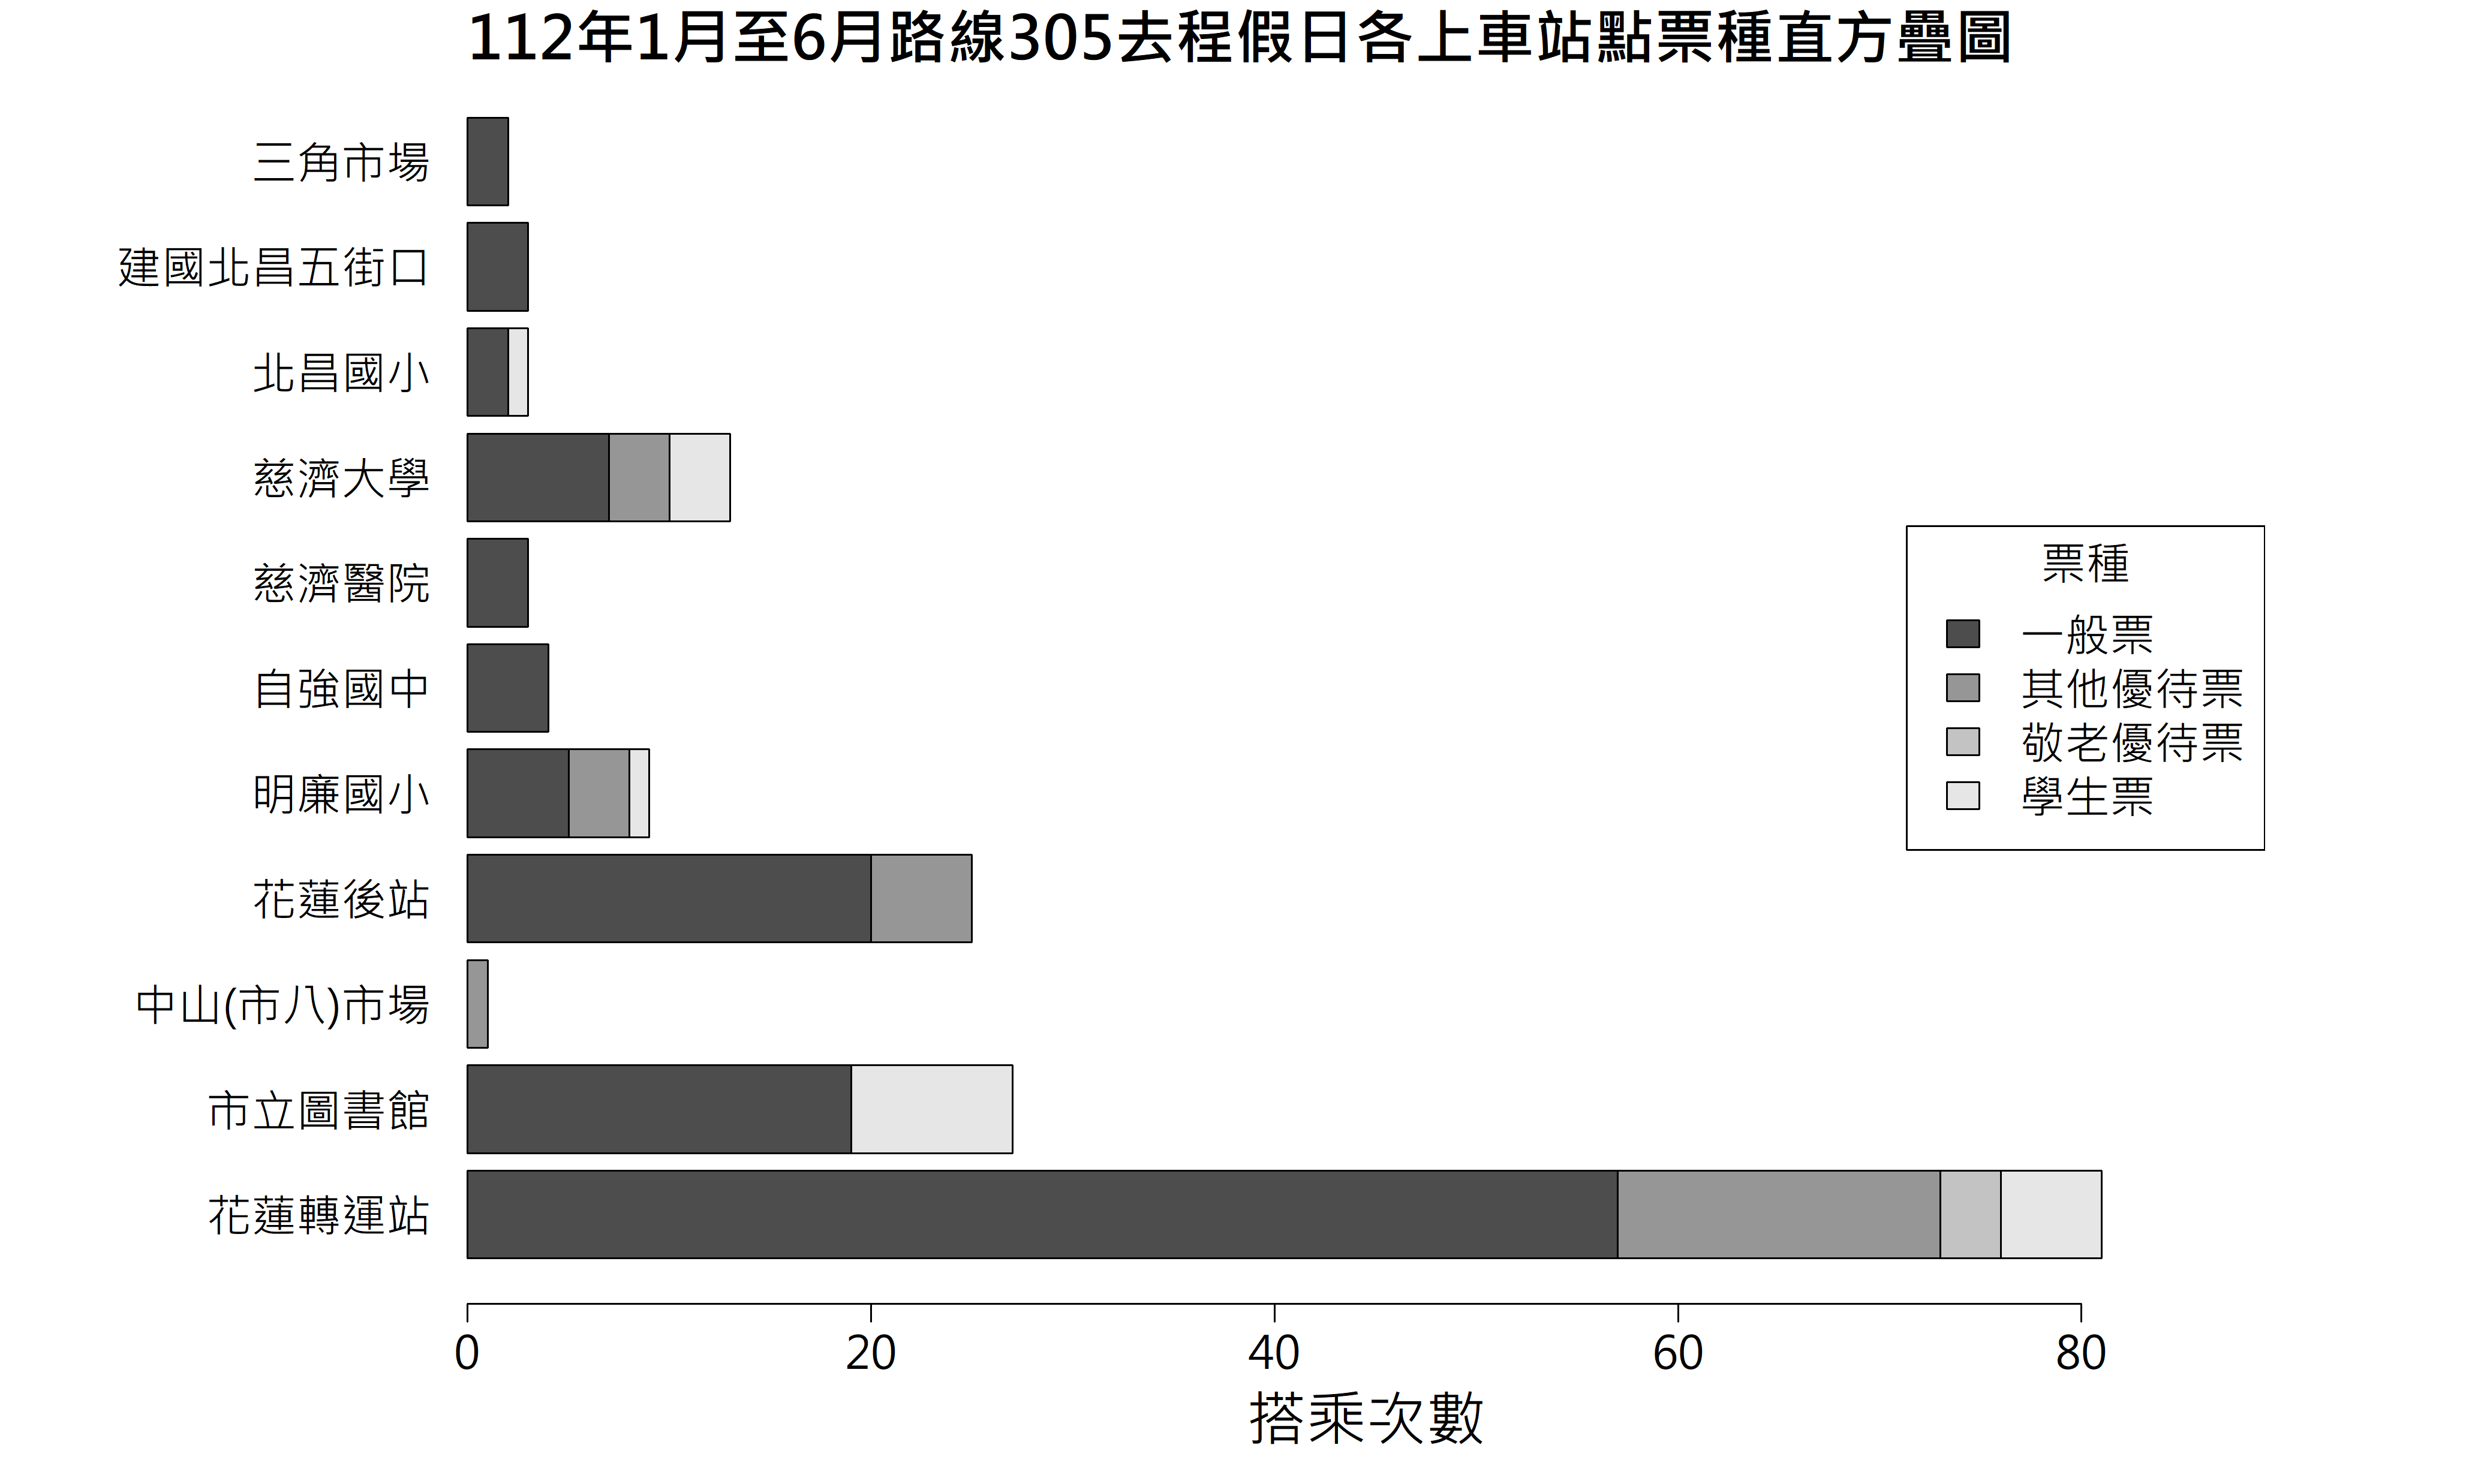 112年1月至6月路線305去程假日各上車站點票種直方疊圖
三角市場
建國北昌五街口
北昌國小
慈濟大學
慈濟醫院
自強國中
明廉國小
花蓮後站
中山(市八)市場
市立圖書館
花蓮轉運站
票種
一般票
其他優待票
敬老優待票
學生票
0 20 40 60 80
搭乘次數